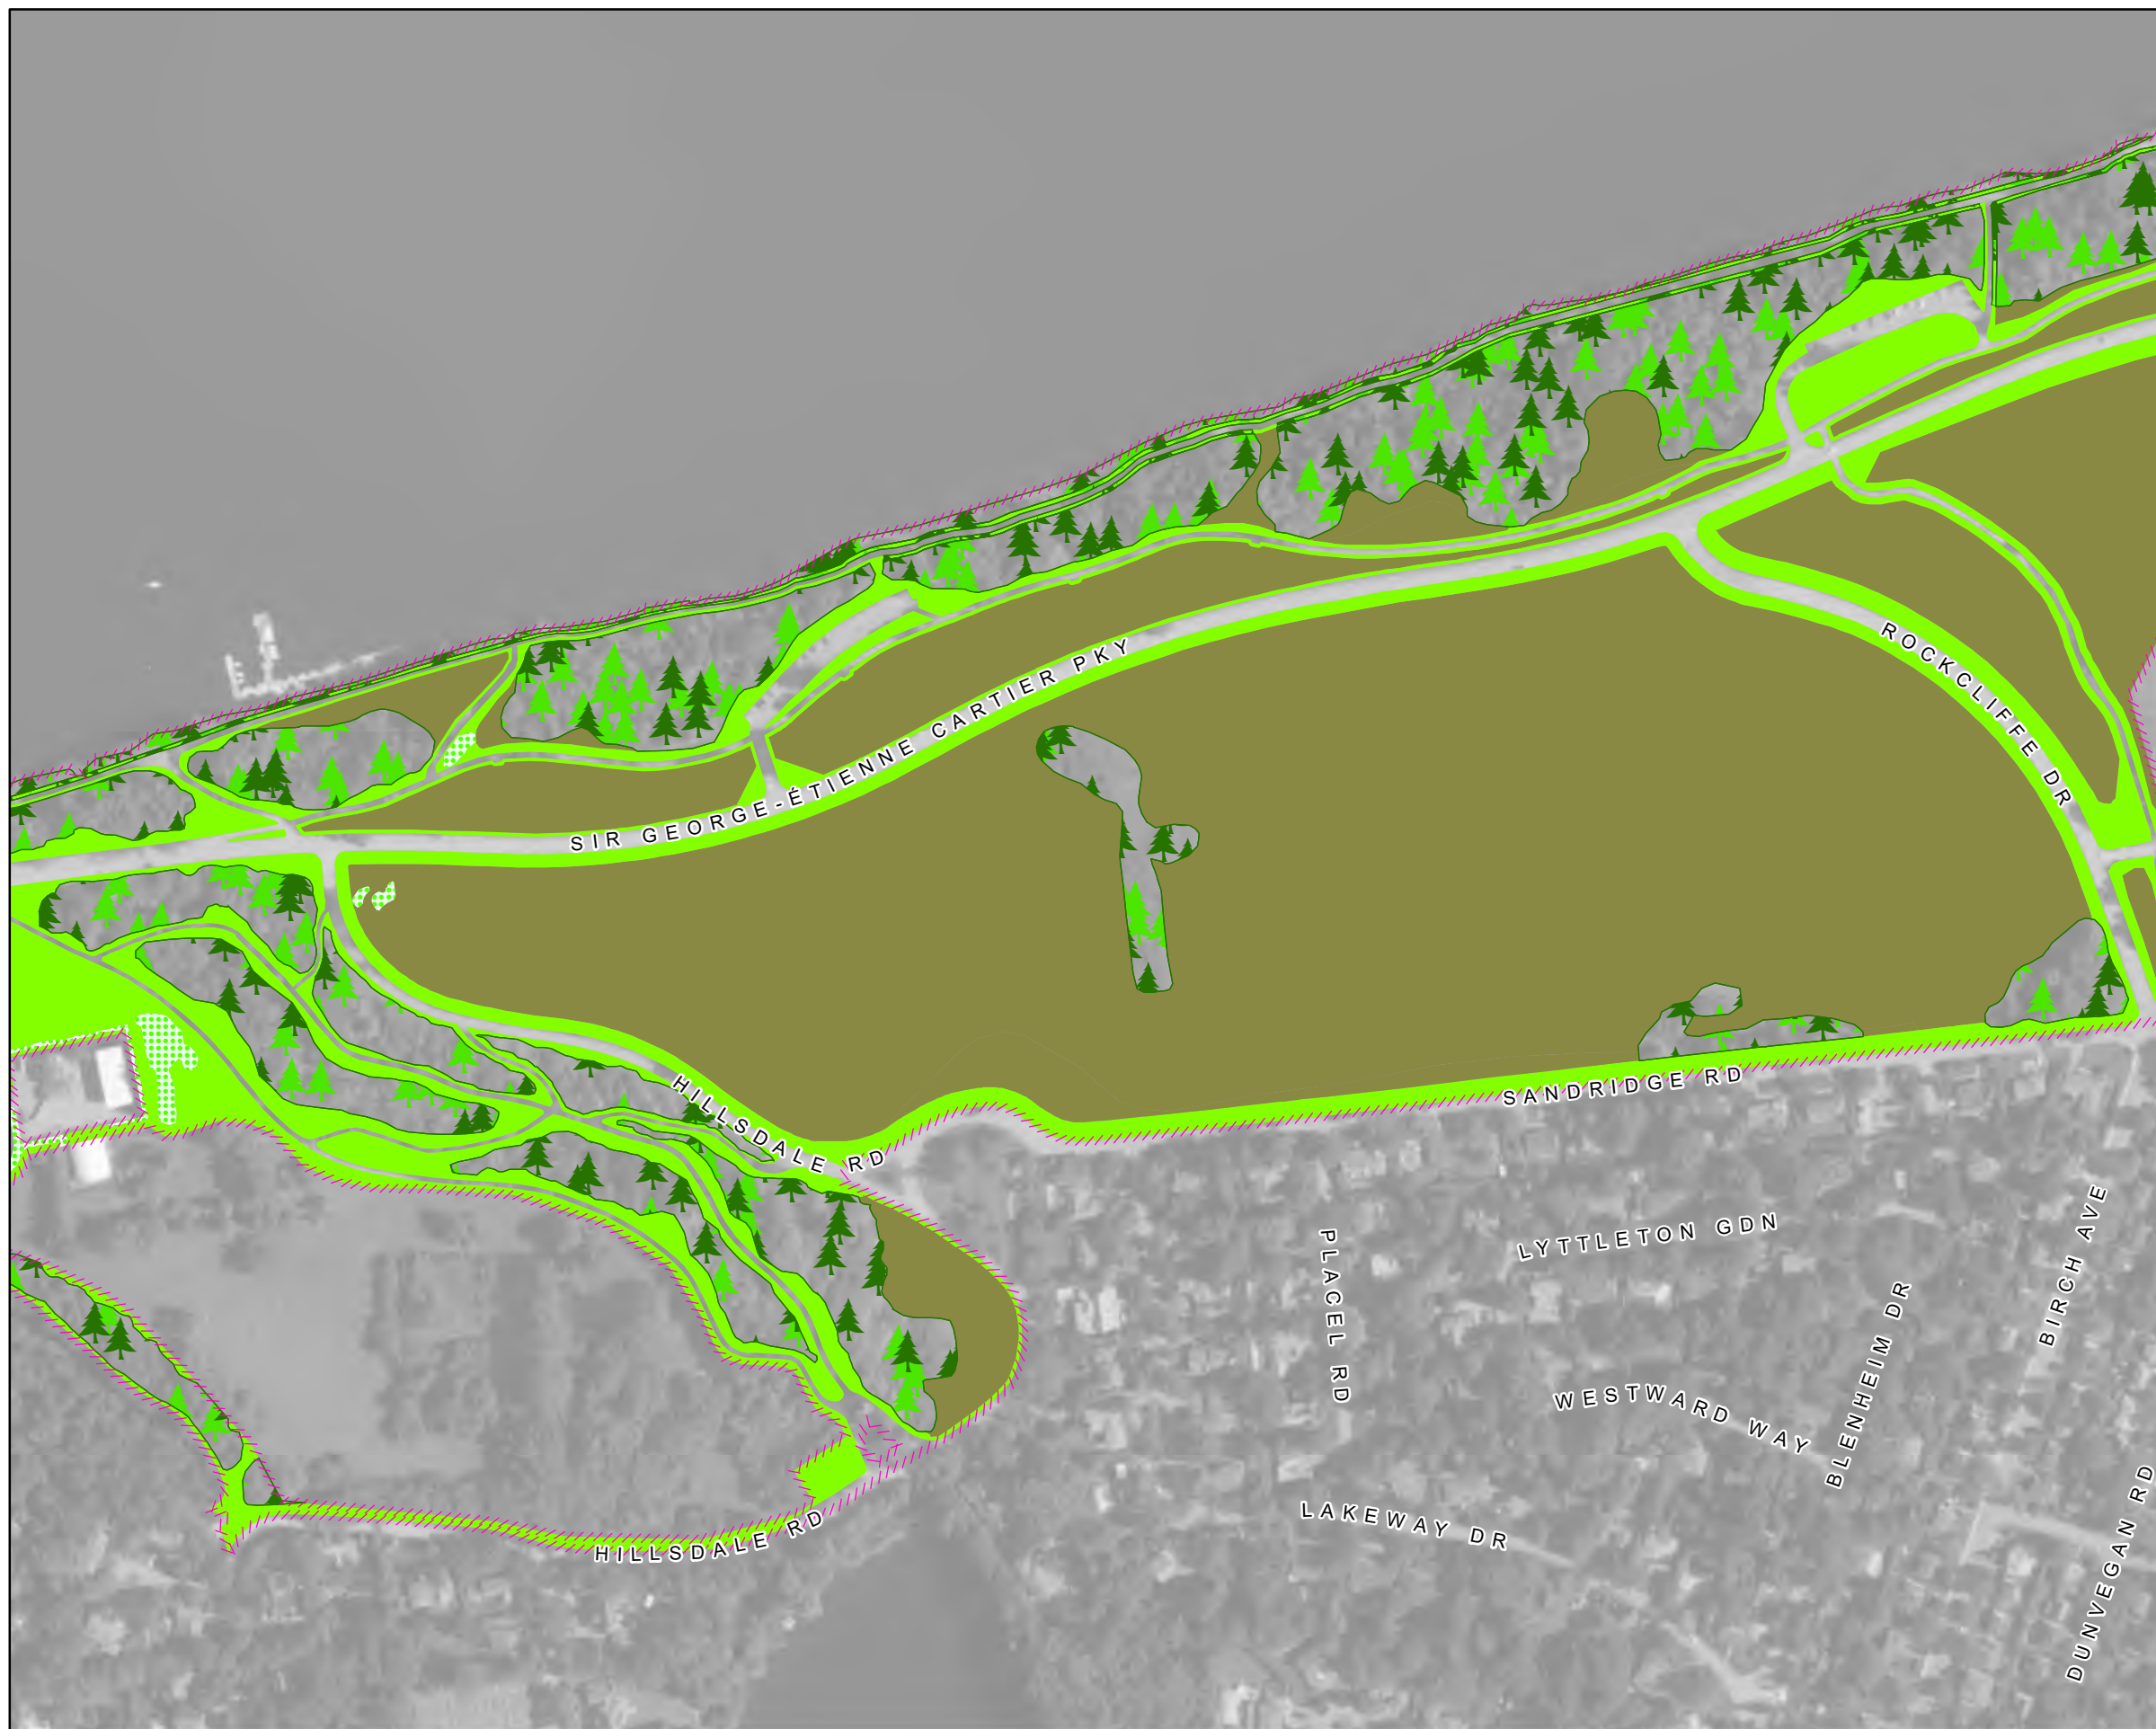 SIR GEORGE-ÉTIENNE CARTIER PKY
ROCKCLIFFE DR
HILLSDALE RD
SANDRIDGE RD
PLACEL RD
LYTTLETON GDN
BIRCH AVE
BLENHEIM DR
WESTWARD WAY
LAKEWAY DR
DUNVEGAN RD
HILLSDALE RD